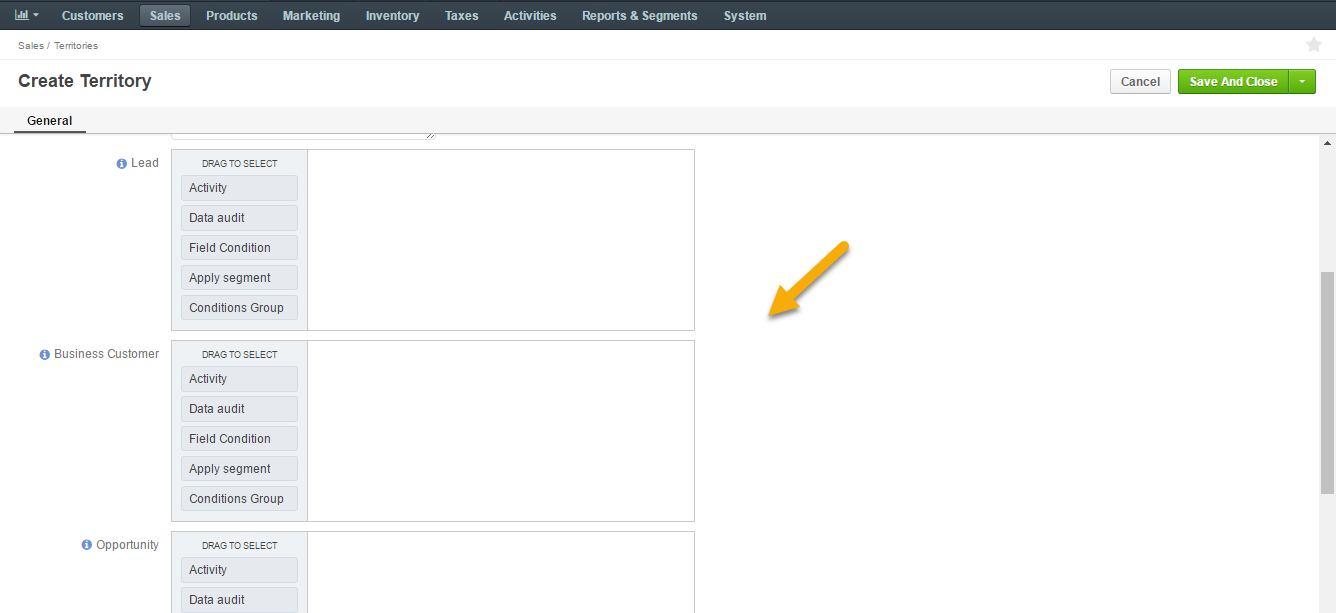 Customers Sales Products Marketing Inventory Taxes Activities Reports & Segments System
Sales / Territories
Create Territory
Cancel
Save And Close
General
Lead
DRAG TO SELECT
Activity
Data audit
Field Condition
Apply segment
Conditions Group
Business Customer
DRAG TO SELECT
Activity
Data audit
Field Condition
Apply segment
Conditions Group
Opportunity
DRAG TO SELECT
Activity
Data audit